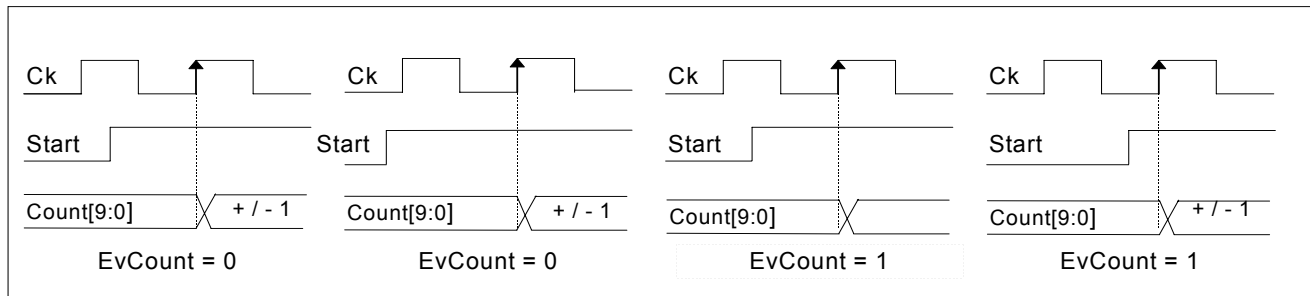 Ck
Start
Count[9:0]
+ / - 1
EvCount = 0
Ck
Start
Count[9:0]
+ / - 1
EvCount = 0
Ck
Start
Count[9:0]
EvCount = 1
Ck
Start
Count[9:0]
+ / - 1
EvCount = 1